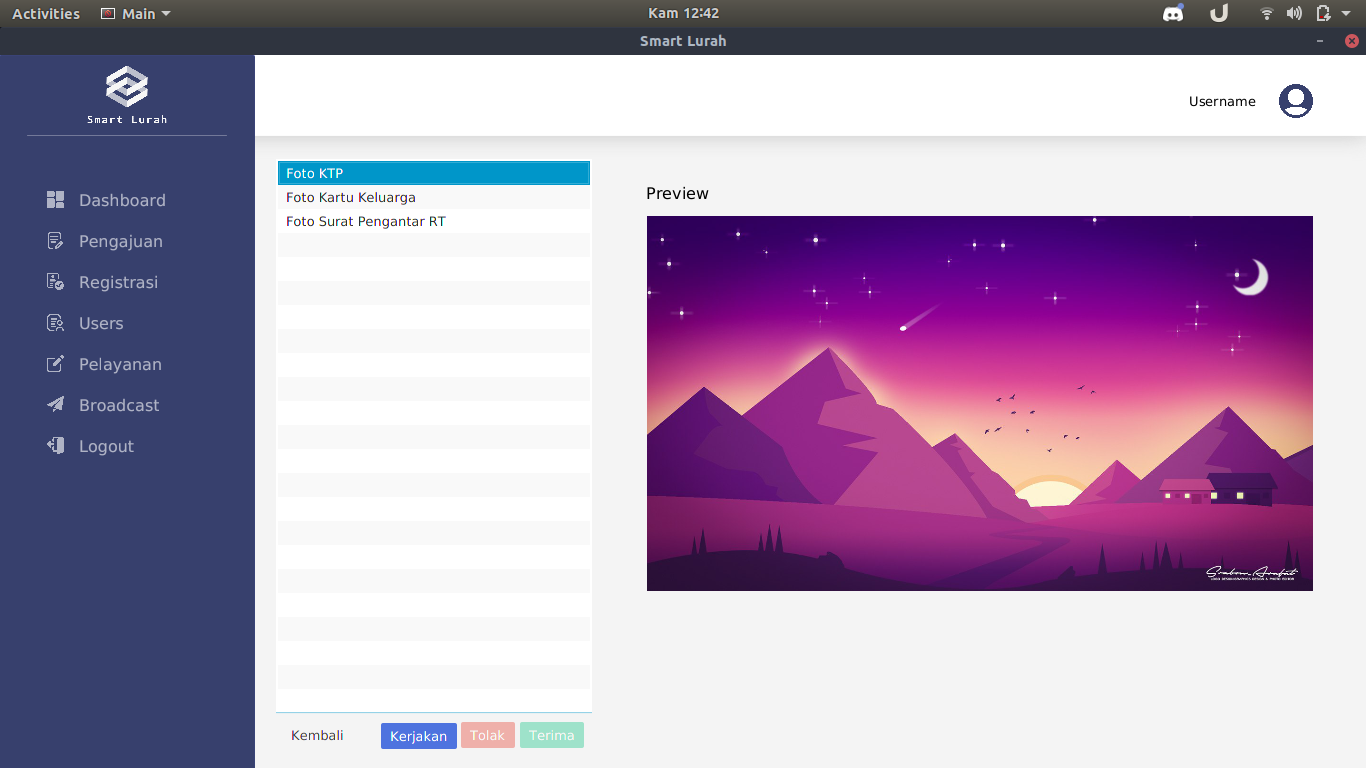 Activities Main Kam 12:42
Smart Lurah
Smart Lurah
Username
Dashboard
Pengajuan
Registrasi
Users
Pelayanan
Broadcast
Logout
Foto KTP
Foto Kartu Keluarga
Foto Surat Pengantar RT
Preview
Kembali Kerjakan Tolak Terima